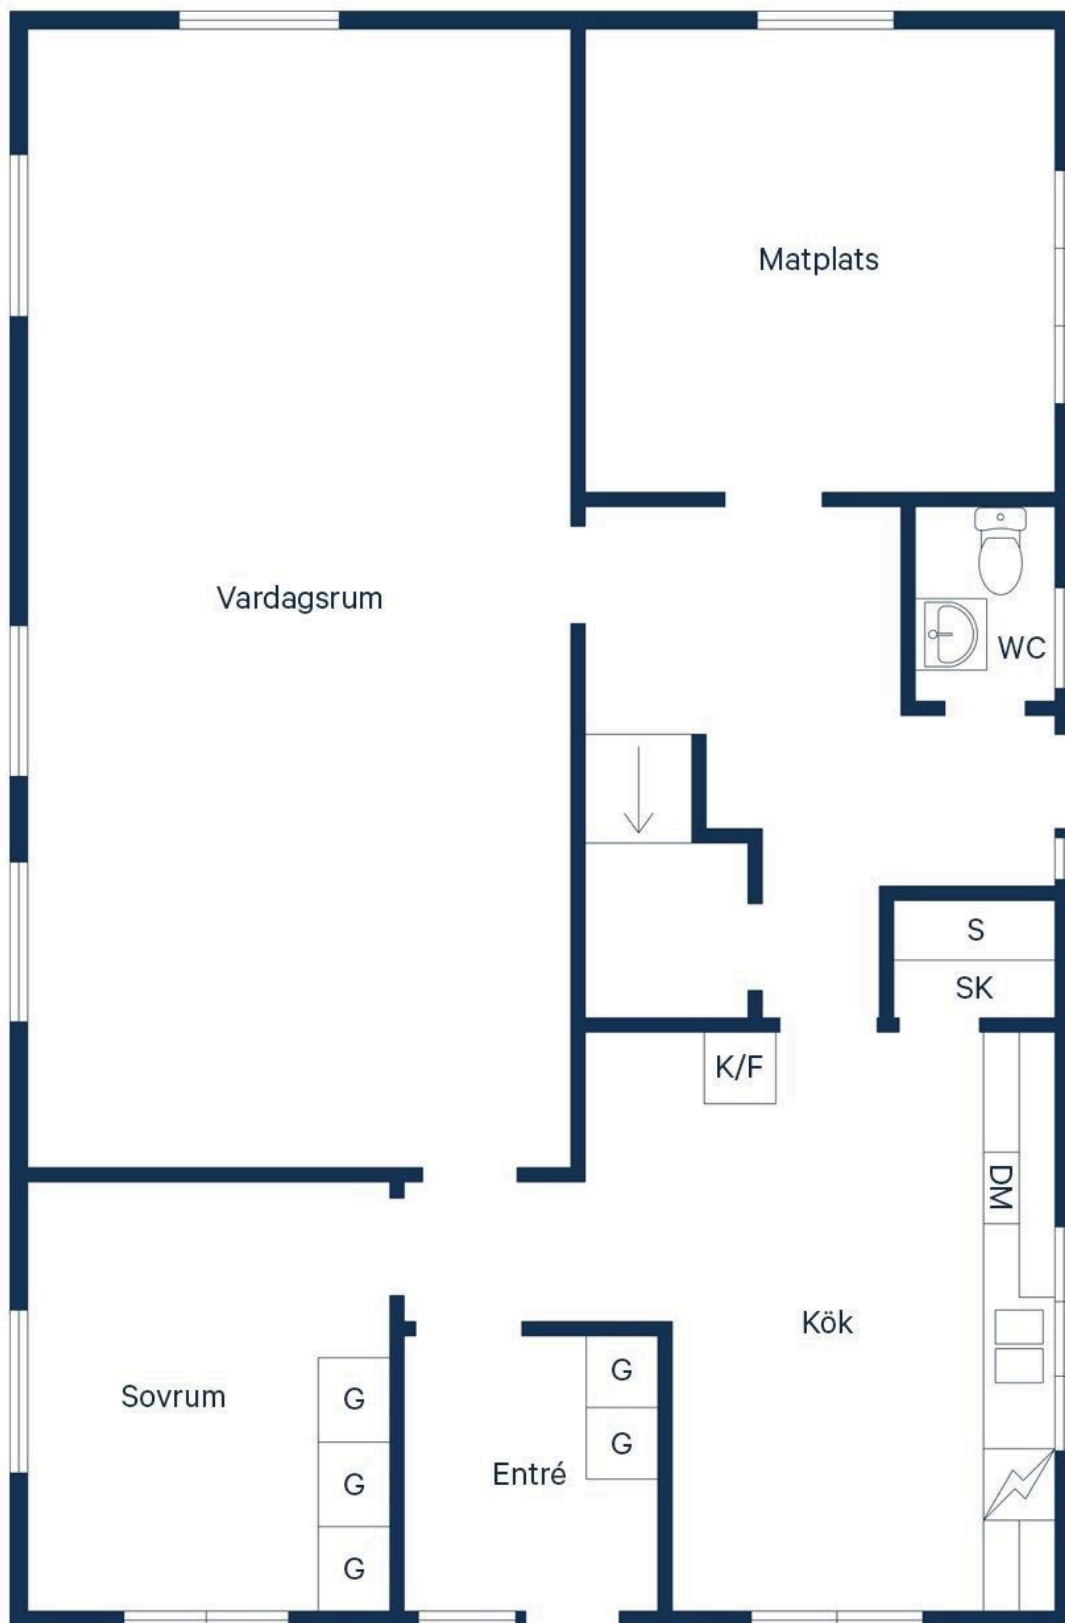 Matplats
Vardagsrum
WC
S
SK
K/F
DM
Kök
Sovrum
G
G
G
Entré
G
G